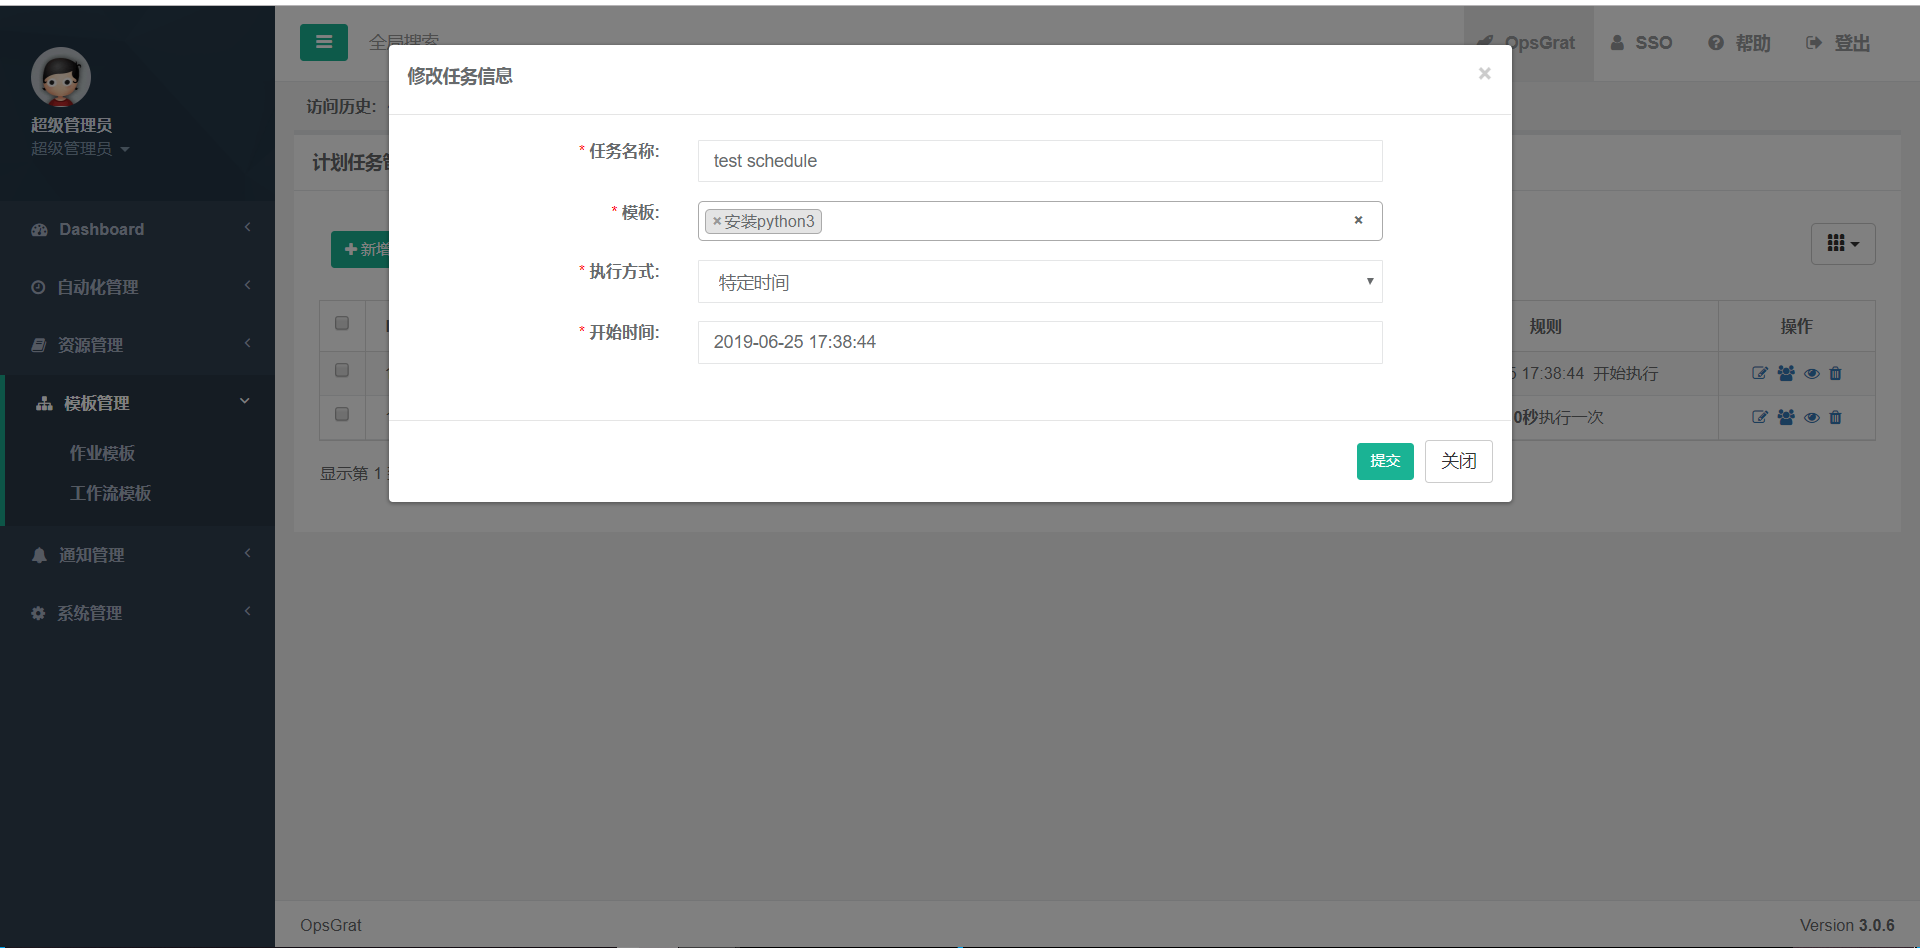 超级管理员
超级管理员
Dashboard
自动化管理
资源管理
模板管理
作业模板
工作流模板
通知管理
系统管理
全局搜索
OpsGrat
SSO
帮助
登出
访问历史:
计划任务管
修改任务信息
×
* 任务名称:
test schedule
* 模板:
×安装python3
×
* 执行方式:
特定时间
* 开始时间:
2019-06-25 17:38:44
提交
关闭
新增
规则
操作
17:38:44 开始执行
0秒执行一次
显示第 1
OpsGrat
Version 3.0.6